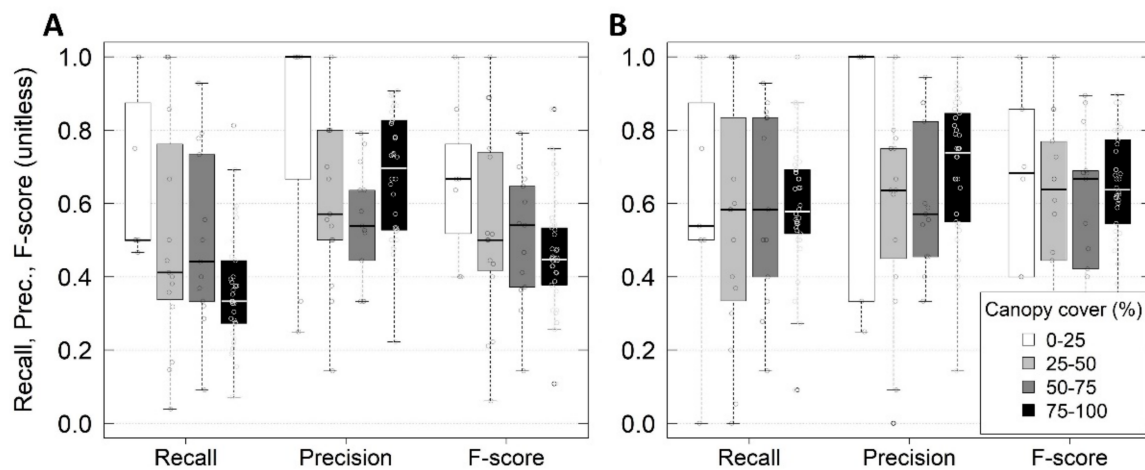 A
B
Recall, Prec., F-score (unitless)
1.0
0.8
0.6
0.4
0.2
0.0
Recall
Precision
F-score
1.0
0.8
0.6
0.4
0.2
0.0
Recall
Precision
F-score
Canopy cover (%)
0-25
25-50
50-75
75-100